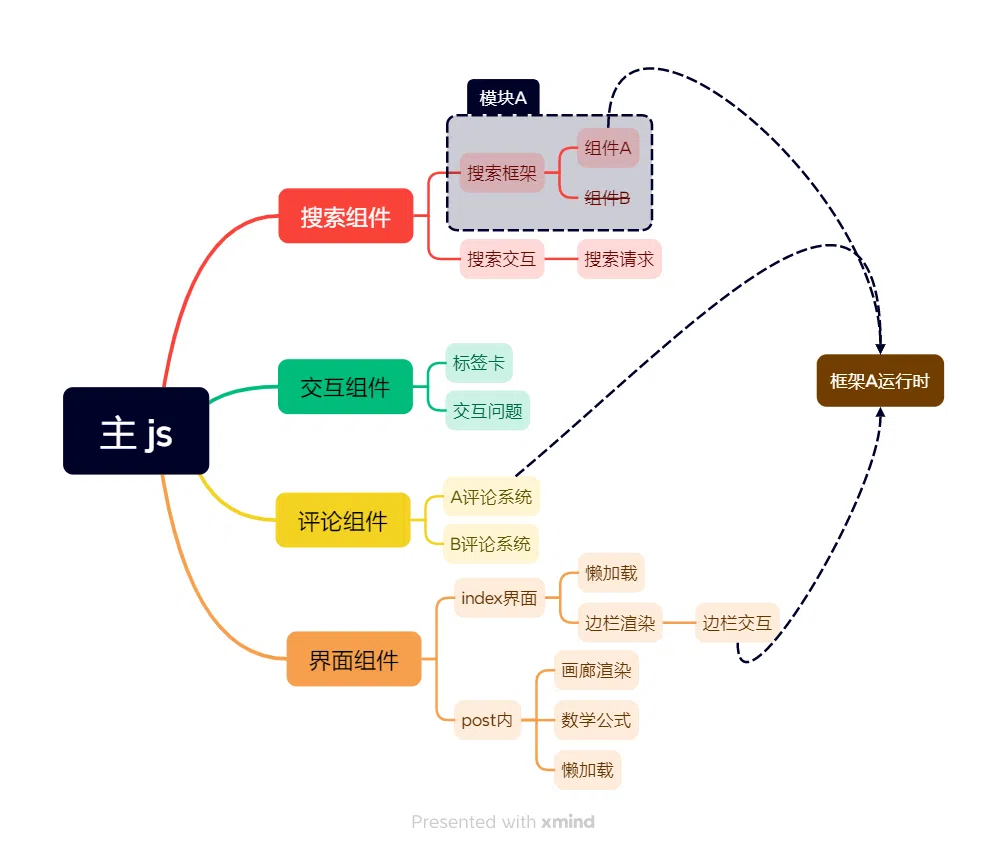 模块A
组件A
搜索框架
组件B
搜索组件
搜索交互
搜索请求
标签卡
交互组件
交互问题
框架A运行时
主 js
A评论系统
评论组件
B评论系统
懒加载
index界面
边栏渲染
边栏交互
界面组件
画廊渲染
post内
数学公式
懒加载
Presented with xmind